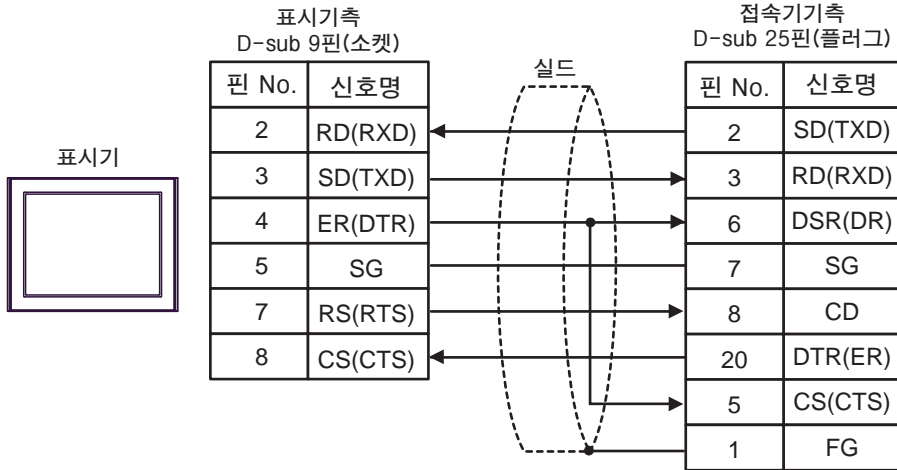 표시기측
D-sub 9핀(소켓)
접속기기측
D-sub 25핀(플러그)
실드
표시기
핀 No. 신호명
2 RD(RXD)
3 SD(TXD)
4 ER(DTR)
5 SG
7 RS(RTS)
8 CS(CTS)
핀 No. 신호명
2 SD(TXD)
3 RD(RXD)
6 DSR(DR)
7 SG
8 CD
20 DTR(ER)
5 CS(CTS)
1 FG